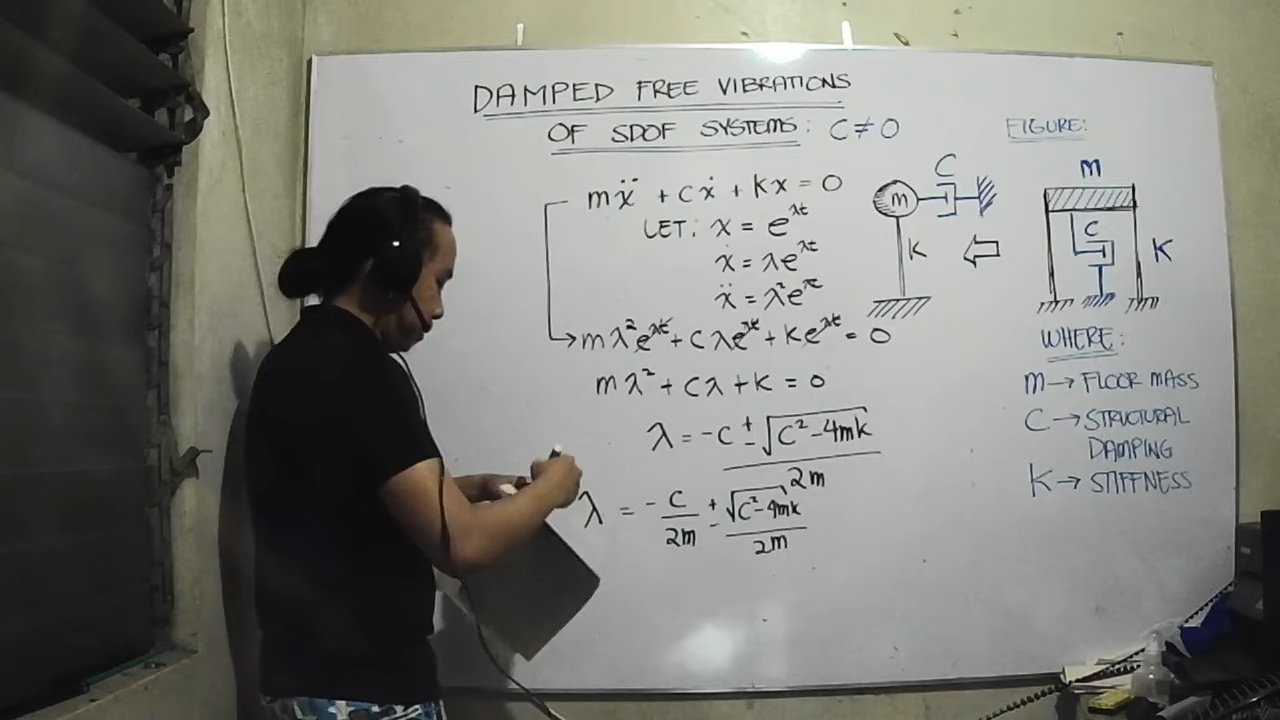 DAMPED FREE VIBRATIONS
OF SDOF SYSTEMS: C ≠ 0
mẍ + cẋ + kx = 0
LET: x = e^λt
ẋ = λe^λt
ẍ = λ²e^λt
mλ²e^λt + cλe^λt + ke^λt = 0
mλ² + cλ + k = 0
λ = -c ± √(c² - 4mk) / 2m
λ = -c/2m ± √(c² - 4mk) / 2m
C
m
K
FIGURE:
m
C
K
WHERE:
m → FLOOR MASS
C → STRUCTURAL
DAMPING
K → STIFFNESS